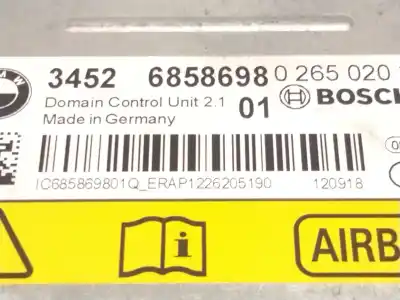 3452 6858698 0 265 020
Domain Control Unit 2.1 01 BOSCH
Made in Germany
IC685869801Q_ERAP1226205190 120918
AIRB